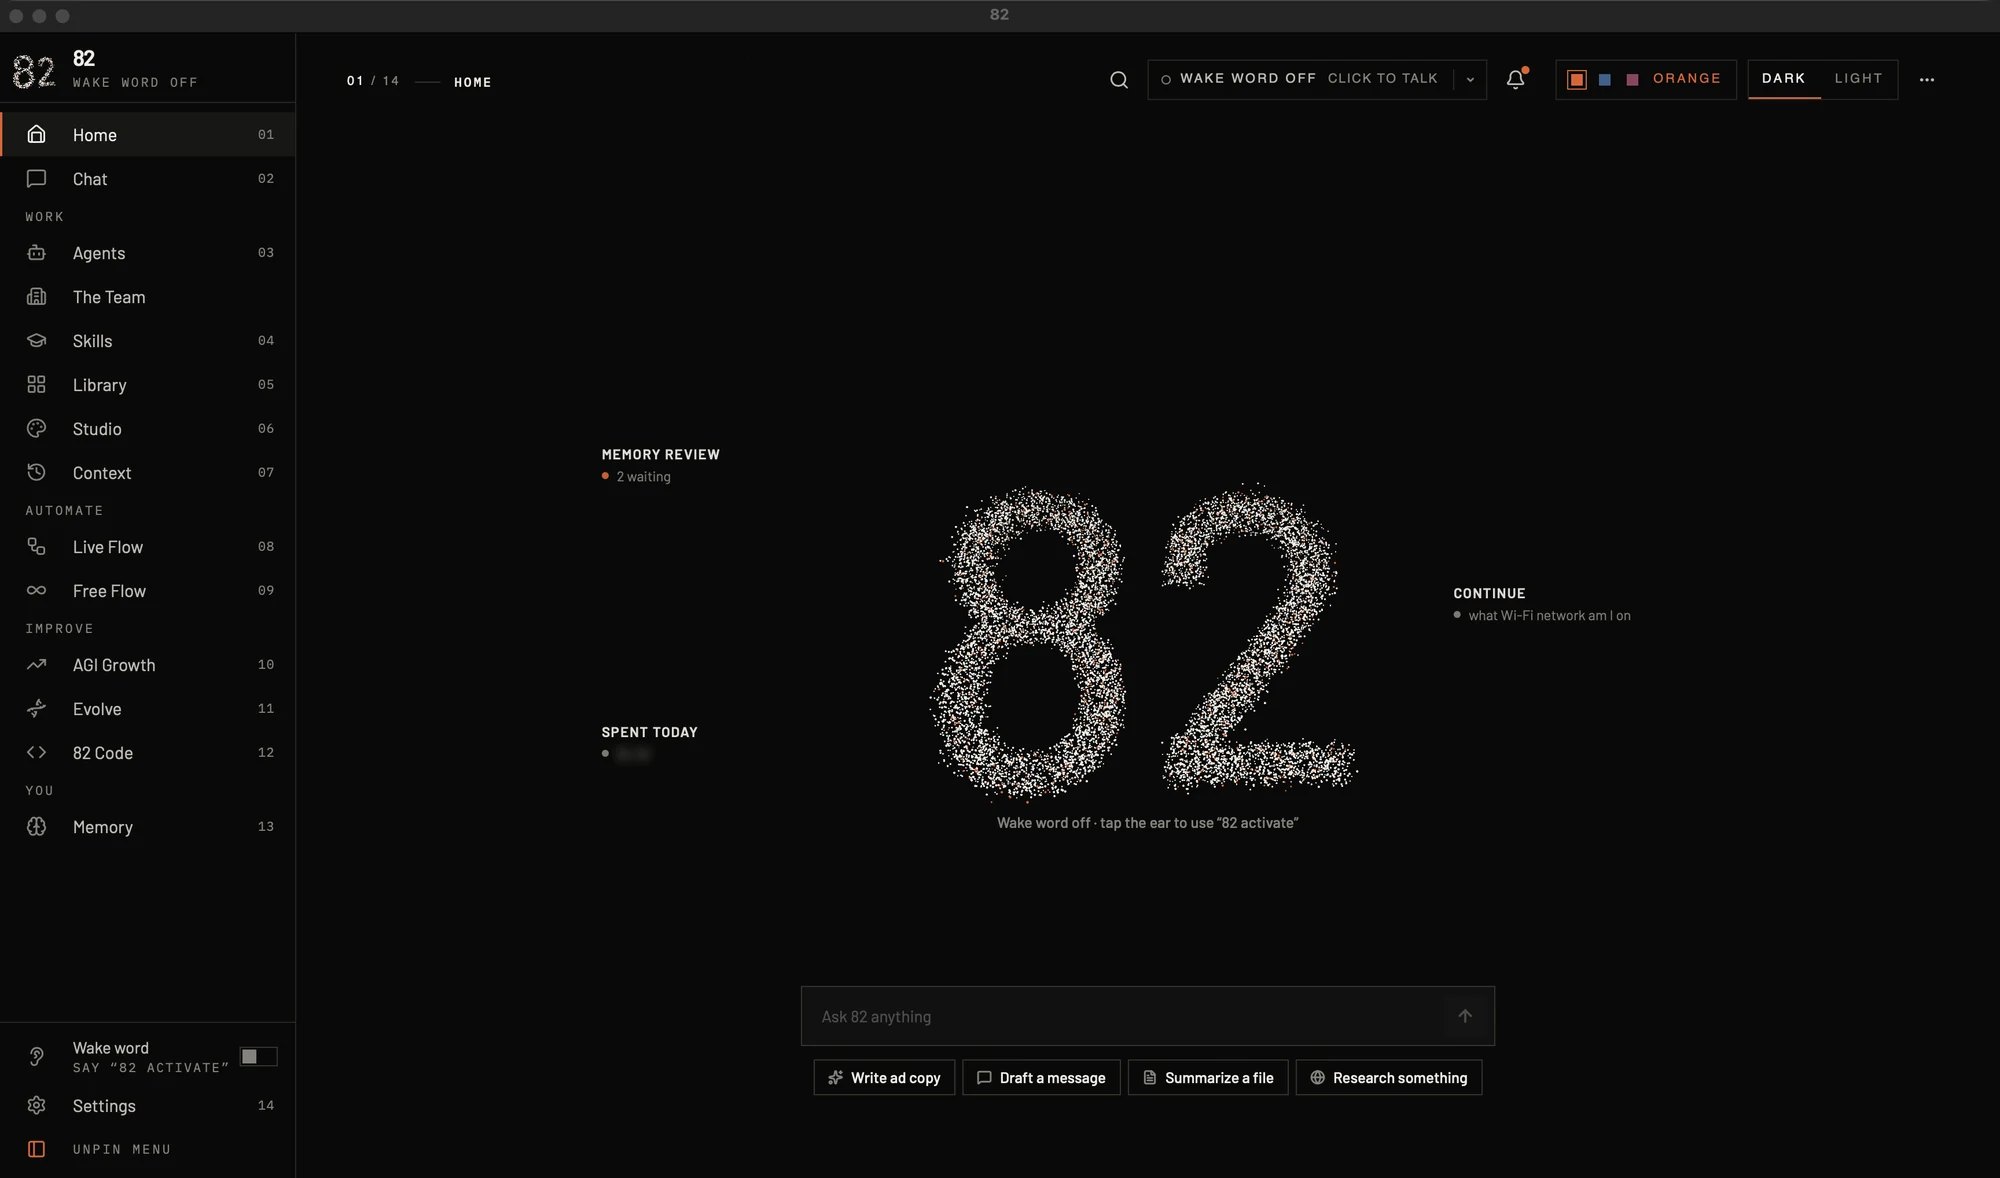 82
82
82
WAKE WORD OFF
01 / 14 — HOME
WAKE WORD OFF CLICK TO TALK
ORANGE
DARK LIGHT
Home 01
Chat 02
WORK
Agents 03
The Team
Skills 04
Library 05
Studio 06
Context 07
AUTOMATE
Live Flow 08
Free Flow 09
IMPROVE
AGI Growth 10
Evolve 11
82 Code 12
YOU
Memory 13
Wake word
SAY “82 ACTIVATE”
Settings 14
UNPIN MENU
MEMORY REVIEW
2 waiting
SPENT TODAY
82
CONTINUE
what Wi-Fi network am I on
Wake word off · tap the ear to use “82 activate”
Ask 82 anything
Write ad copy
Draft a message
Summarize a file
Research something